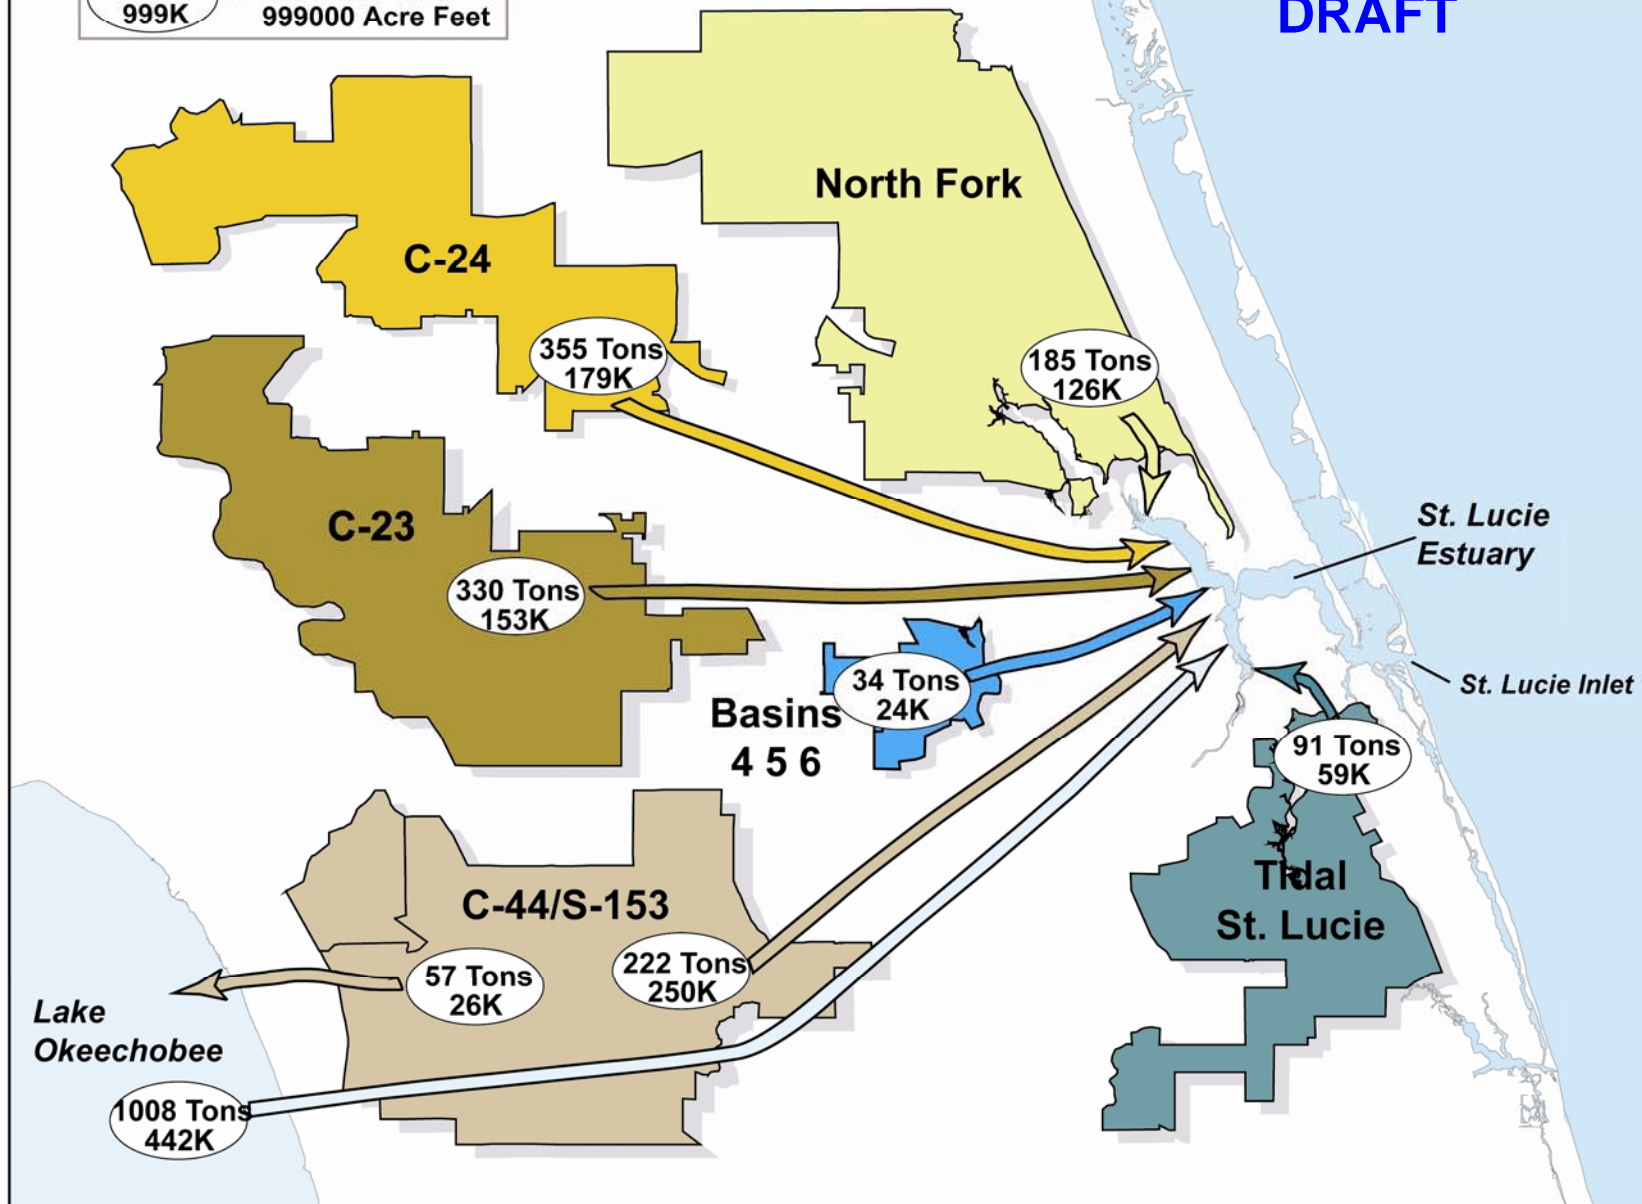 999K
999000 Acre Feet
DRAFT
North Fork
C-24
355 Tons
179K
185 Tons
126K
C-23
St. Lucie
Estuary
330 Tons
153K
34 Tons
24K
St. Lucie Inlet
Basins
4 5 6
91 Tons
59K
Tidal
St. Lucie
C-44/S-153
57 Tons
26K
222 Tons
250K
Lake
Okeechobee
1008 Tons
442K